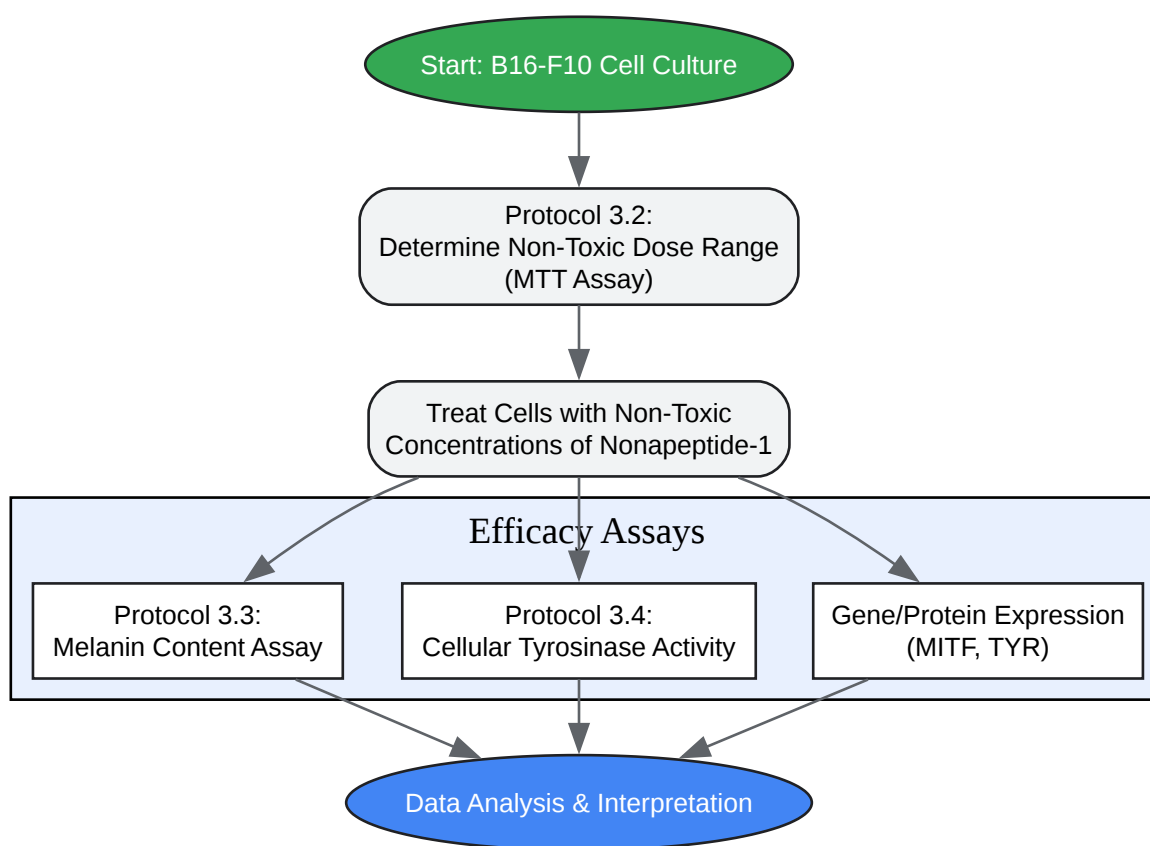 Start: B16-F10 Cell Culture
Protocol 3.2:
Determine Non-Toxic Dose Range
(MTT Assay)
Treat Cells with Non-Toxic
Concentrations of Nonapeptide-1
Efficacy Assays
Protocol 3.3:
Melanin Content Assay
Protocol 3.4:
Cellular Tyrosinase Activity
Gene/Protein Expression
(MITF, TYR)
Data Analysis & Interpretation